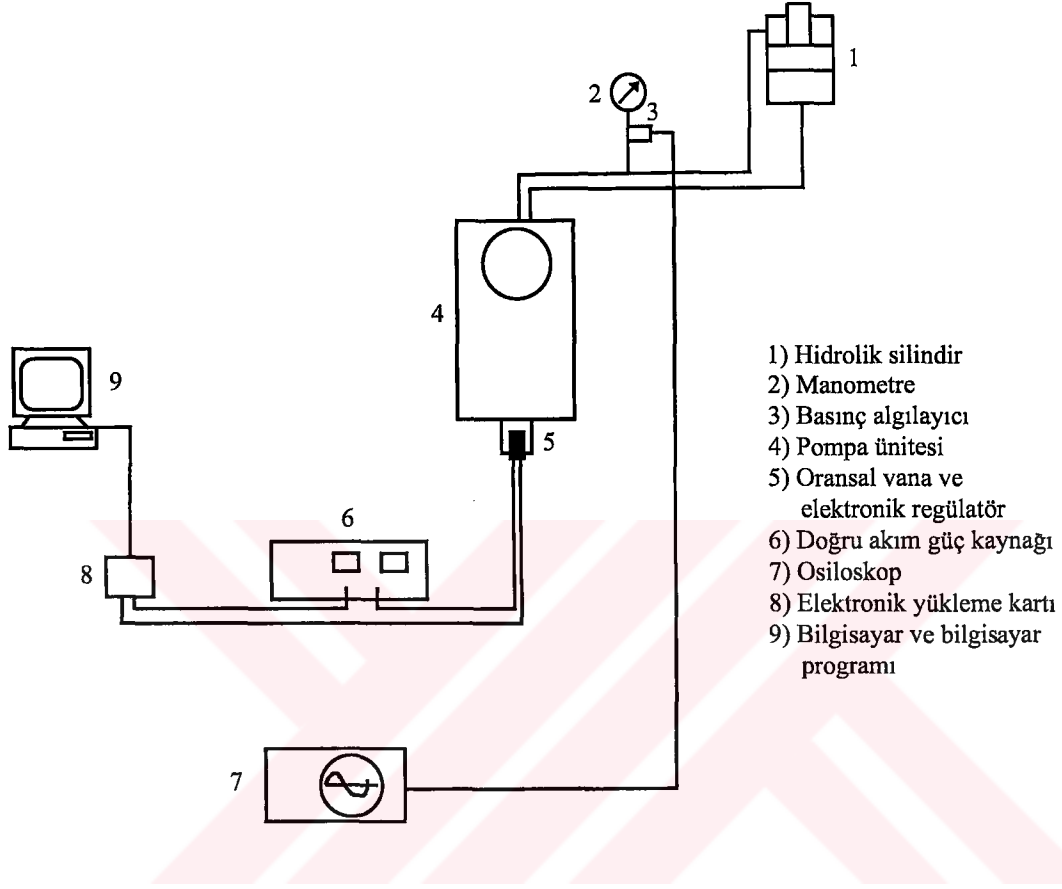 1
2
3
4
9
5
6
8
7
1) Hidrolik silindir
2) Manometre
3) Basınç algılayıcı
4) Pompa ünitesi
5) Oransal vana ve
elektronik regülatör
6) Doğru akım güç kaynağı
7) Osiloskop
8) Elektronik yükleme kartı
9) Bilgisayar ve bilgisayar
programı